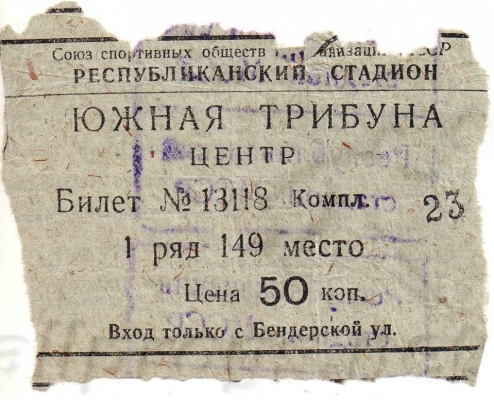 Союз спортивных обществ и организаций
РЕСПУБЛИКАНСКИЙ СТАДИОН
ЮЖНАЯ ТРИБУНА
ЦЕНТР
Билет № 13118 Компл. 23
1 ряд 149 место
Цена 50 коп.
Вход только с Бендерской ул.